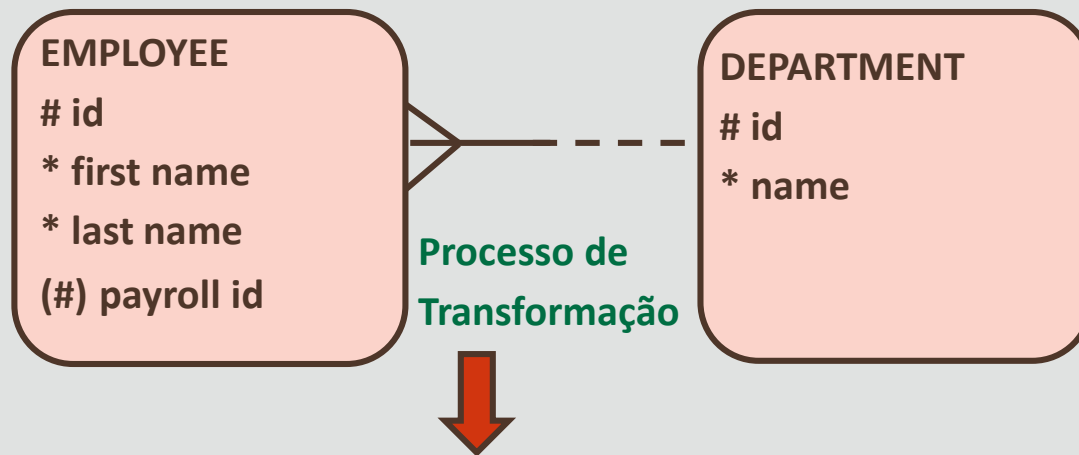 EMPLOYEE
# id
* first name
* last name
(#) payroll id
Processo de
Transformação
DEPARTMENT
# id
* name